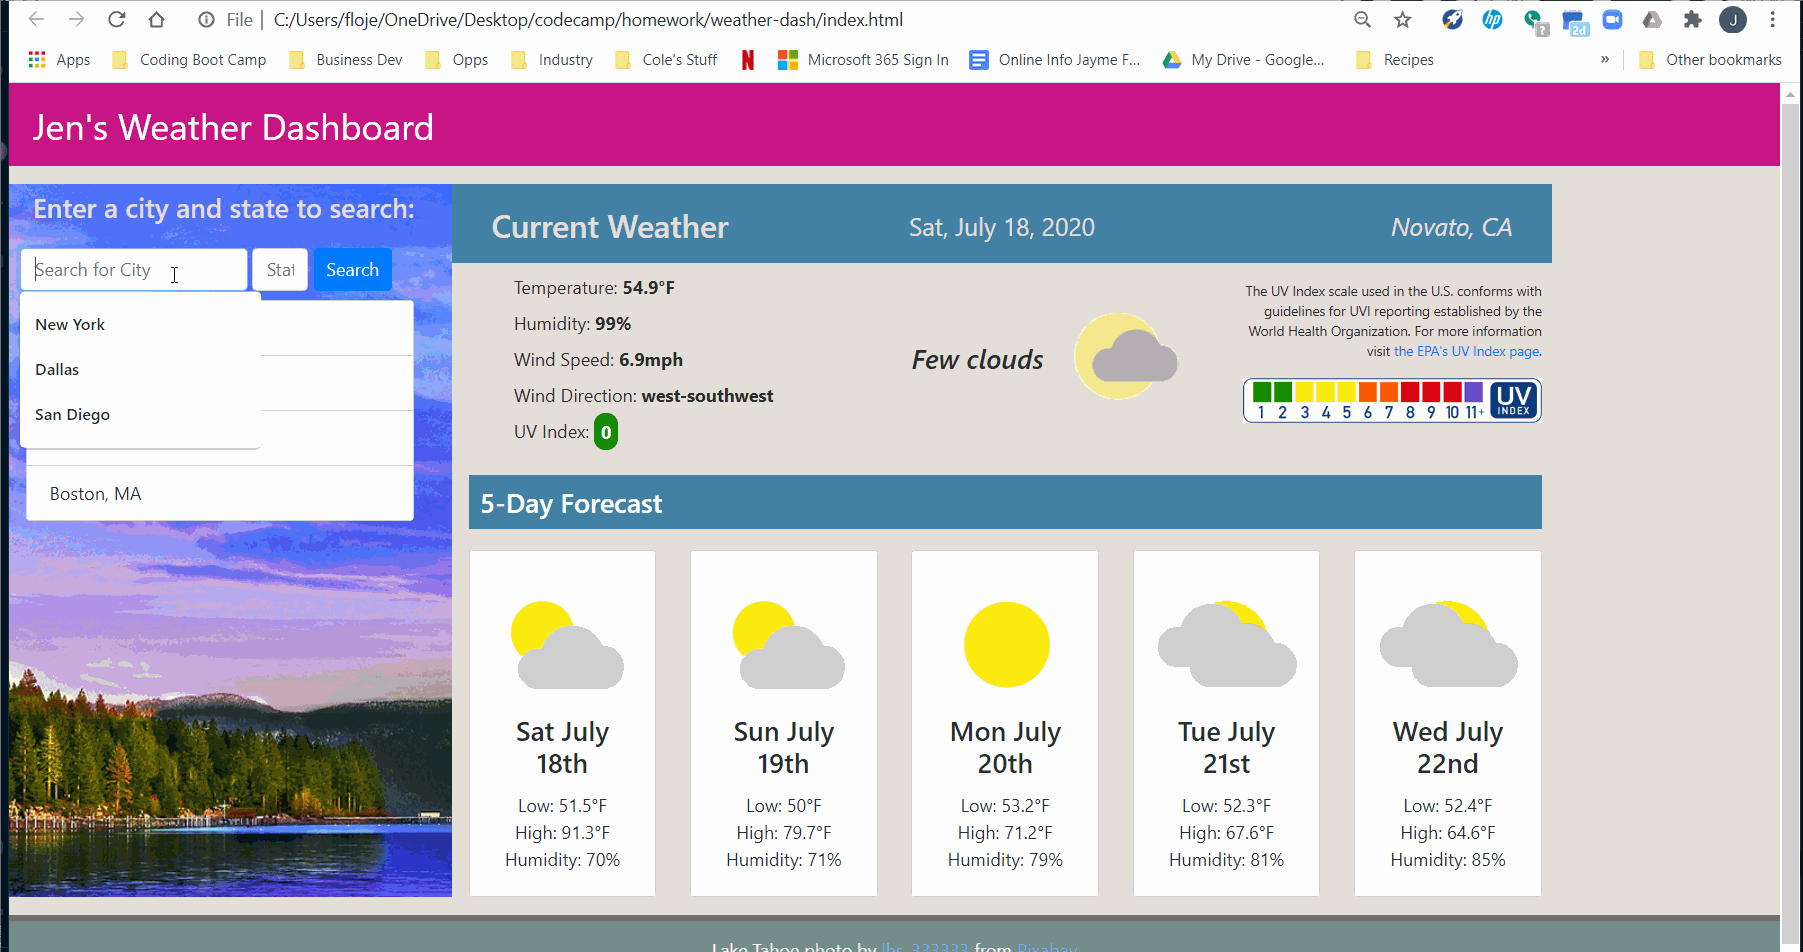 File
C:/Users/floje/OneDrive/Desktop/codecamp/homework/weather-dash/index.html
hp
?
2d
J
Apps
Coding Boot Camp
Business Dev
Opps
Industry
Cole's Stuff
N
Microsoft 365 Sign In
Online Info Jayme F...
My Drive - Google...
Recipes
»
Other bookmarks
Jen's Weather Dashboard
Enter a city and state to search:
Search for City
Stat
Search
New York
Dallas
San Diego
Boston, MA
Current Weather
Sat, July 18, 2020
Novato, CA
Temperature: 54.9°F
Humidity: 99%
Wind Speed: 6.9mph
Wind Direction: west-southwest
UV Index: 0
Few clouds
The UV Index scale used in the U.S. conforms with
guidelines for UVI reporting established by the
World Health Organization. For more information
visit the EPA's UV Index page.
1 2 3 4 5 6 7 8 9 10 11+
UV
INDEX
5-Day Forecast
Sat July
18th
Low: 51.5°F
High: 91.3°F
Humidity: 70%
Sun July
19th
Low: 50°F
High: 79.7°F
Humidity: 71%
Mon July
20th
Low: 53.2°F
High: 71.2°F
Humidity: 79%
Tue July
21st
Low: 52.3°F
High: 67.6°F
Humidity: 81%
Wed July
22nd
Low: 52.4°F
High: 64.6°F
Humidity: 85%
Lake Tahoe photo by from Pixabay